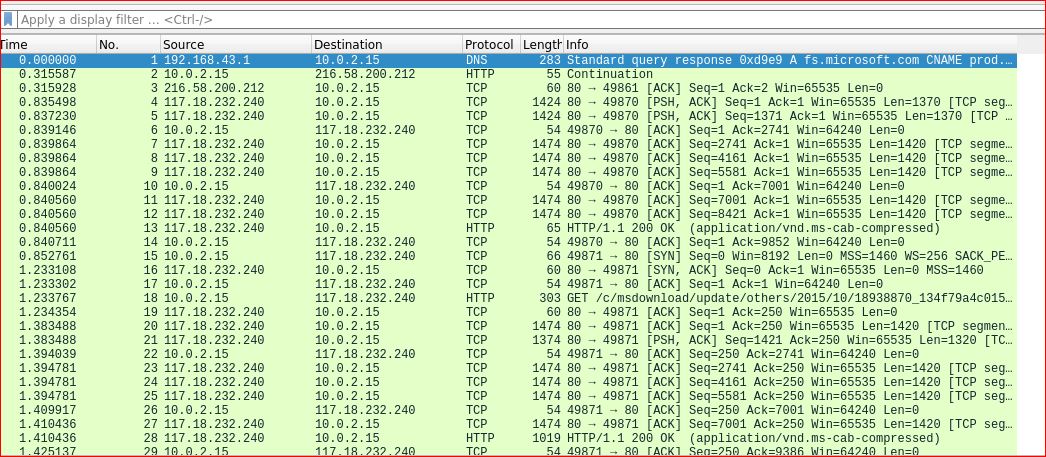 Apply a display filter … <Ctrl-/>
Time No. Source Destination Protocol Length Info
0.000000 1 192.168.43.1 10.0.2.15 DNS 283 Standard query response 0xd9e9 A fs.microsoft.com CNAME prod.…
0.315587 2 10.0.2.15 216.58.200.212 HTTP 55 Continuation
0.315928 3 216.58.200.212 10.0.2.15 TCP 60 80 → 49861 [ACK] Seq=1 Ack=2 Win=65535 Len=0
0.835498 4 117.18.232.240 10.0.2.15 TCP 1424 80 → 49870 [PSH, ACK] Seq=1 Ack=1 Win=65535 Len=1370 [TCP seg…
0.837230 5 117.18.232.240 10.0.2.15 TCP 1424 80 → 49870 [PSH, ACK] Seq=1371 Ack=1 Win=65535 Len=1370 [TCP …
0.839146 6 10.0.2.15 117.18.232.240 TCP 54 49870 → 80 [ACK] Seq=1 Ack=2741 Win=64240 Len=0
0.839864 7 117.18.232.240 10.0.2.15 TCP 1474 80 → 49870 [ACK] Seq=2741 Ack=1 Win=65535 Len=1420 [TCP segme…
0.839864 8 117.18.232.240 10.0.2.15 TCP 1474 80 → 49870 [ACK] Seq=4161 Ack=1 Win=65535 Len=1420 [TCP segme…
0.839864 9 117.18.232.240 10.0.2.15 TCP 1474 80 → 49870 [ACK] Seq=5581 Ack=1 Win=65535 Len=1420 [TCP segme…
0.840024 10 10.0.2.15 117.18.232.240 TCP 54 49870 → 80 [ACK] Seq=1 Ack=7001 Win=64240 Len=0
0.840560 11 117.18.232.240 10.0.2.15 TCP 1474 80 → 49870 [ACK] Seq=7001 Ack=1 Win=65535 Len=1420 [TCP segme…
0.840560 12 117.18.232.240 10.0.2.15 TCP 1474 80 → 49870 [ACK] Seq=8421 Ack=1 Win=65535 Len=1420 [TCP segme…
0.840560 13 117.18.232.240 10.0.2.15 HTTP 65 HTTP/1.1 200 OK (application/vnd.ms-cab-compressed)
0.840711 14 10.0.2.15 117.18.232.240 TCP 54 49870 → 80 [ACK] Seq=1 Ack=9852 Win=64240 Len=0
0.852761 15 10.0.2.15 117.18.232.240 TCP 66 49871 → 80 [SYN] Seq=0 Win=8192 Len=0 MSS=1460 WS=256 SACK_PE…
1.233108 16 117.18.232.240 10.0.2.15 TCP 60 80 → 49871 [SYN, ACK] Seq=0 Ack=1 Win=65535 Len=0 MSS=1460
1.233302 17 10.0.2.15 117.18.232.240 TCP 54 49871 → 80 [ACK] Seq=1 Ack=1 Win=64240 Len=0
1.233767 18 10.0.2.15 117.18.232.240 HTTP 303 GET /c/msdownload/update/others/2015/10/18938870_134f79a4c015…
1.234354 19 117.18.232.240 10.0.2.15 TCP 60 80 → 49871 [ACK] Seq=1 Ack=250 Win=65535 Len=0
1.383488 20 117.18.232.240 10.0.2.15 TCP 1474 80 → 49871 [ACK] Seq=1 Ack=250 Win=65535 Len=1420 [TCP segmen…
1.383488 21 117.18.232.240 10.0.2.15 TCP 1374 80 → 49871 [PSH, ACK] Seq=1421 Ack=250 Win=65535 Len=1320 [TC…
1.394039 22 10.0.2.15 117.18.232.240 TCP 54 49871 → 80 [ACK] Seq=250 Ack=2741 Win=64240 Len=0
1.394781 23 117.18.232.240 10.0.2.15 TCP 1474 80 → 49871 [ACK] Seq=2741 Ack=250 Win=65535 Len=1420 [TCP seg…
1.394781 24 117.18.232.240 10.0.2.15 TCP 1474 80 → 49871 [ACK] Seq=4161 Ack=250 Win=65535 Len=1420 [TCP seg…
1.394781 25 117.18.232.240 10.0.2.15 TCP 1474 80 → 49871 [ACK] Seq=5581 Ack=250 Win=65535 Len=1420 [TCP seg…
1.409917 26 10.0.2.15 117.18.232.240 TCP 54 49871 → 80 [ACK] Seq=250 Ack=7001 Win=64240 Len=0
1.410436 27 117.18.232.240 10.0.2.15 TCP 1474 80 → 49871 [ACK] Seq=7001 Ack=250 Win=65535 Len=1420 [TCP seg…
1.410436 28 117.18.232.240 10.0.2.15 HTTP 1019 HTTP/1.1 200 OK (application/vnd.ms-cab-compressed)
1.425137 29 10.0.2.15 117.18.232.240 TCP 54 49871 → 80 [ACK] Seq=250 Ack=9386 Win=64240 Len=0